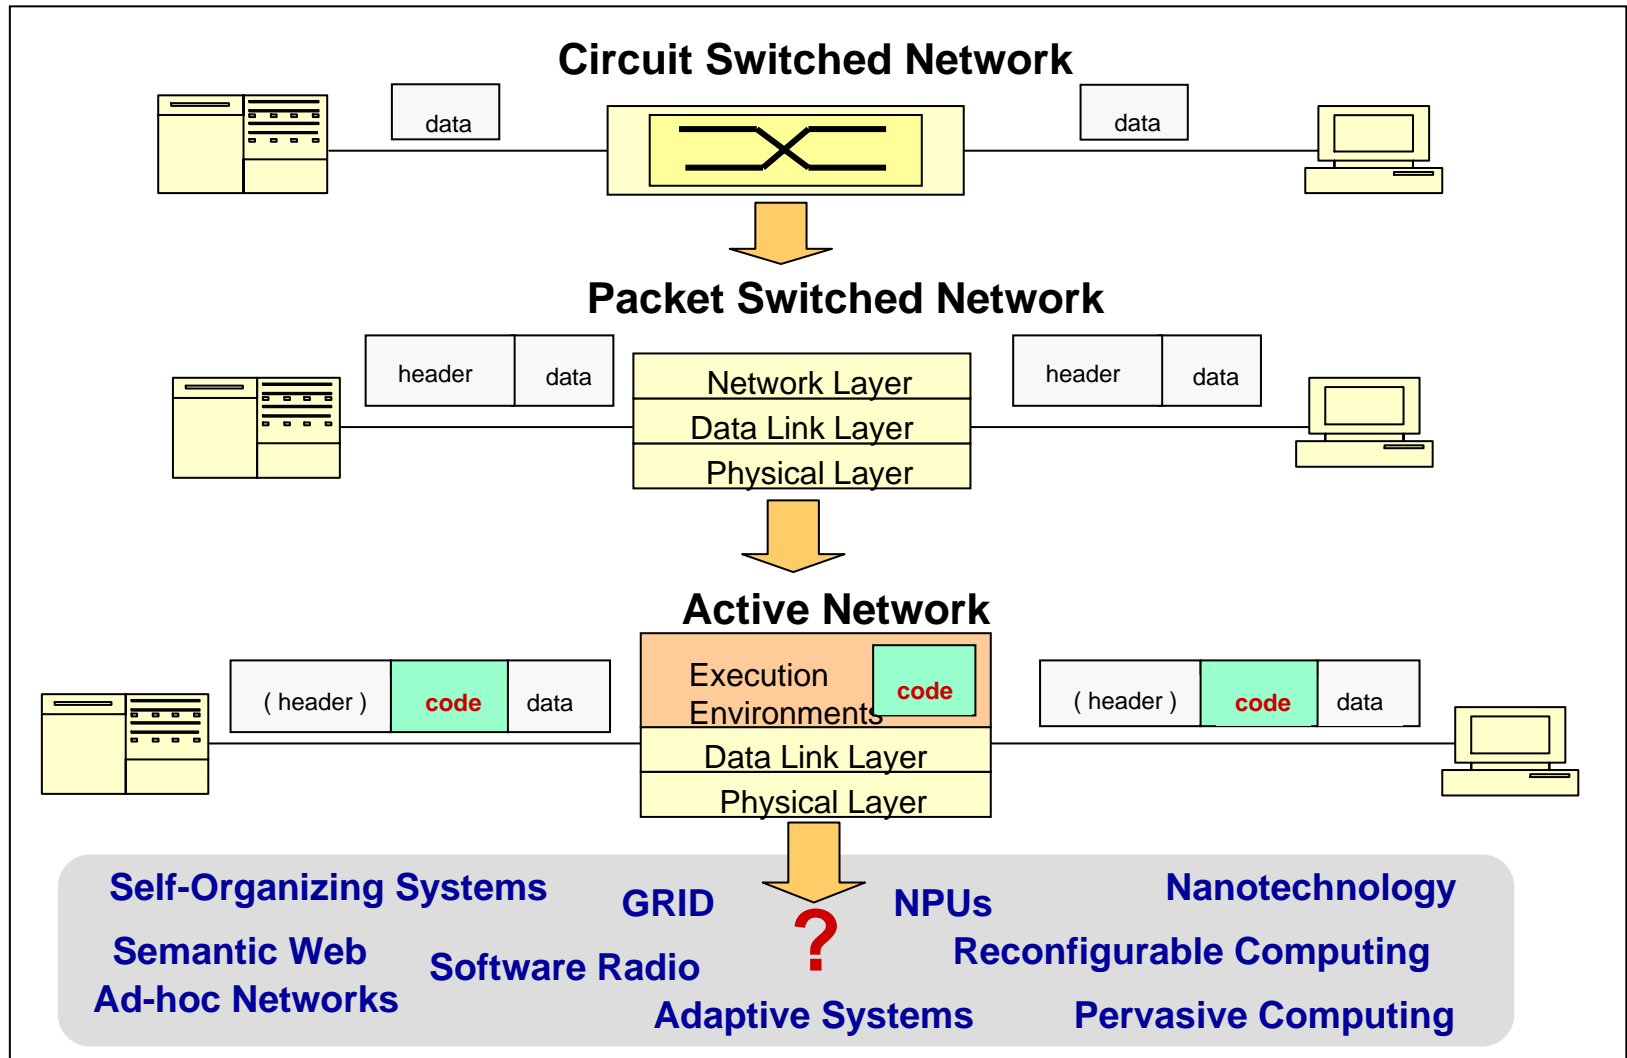 Circuit Switched Network
data
data
Packet Switched Network
header data
Network Layer
Data Link Layer
Physical Layer
header data
Active Network
( header ) code data
Execution
Environments
code
Data Link Layer
Physical Layer
( header ) code data
Self-Organizing Systems
GRID
?
NPUs
Nanotechnology
Semantic Web
Software Radio
Reconfigurable Computing
Ad-hoc Networks
Adaptive Systems
Pervasive Computing